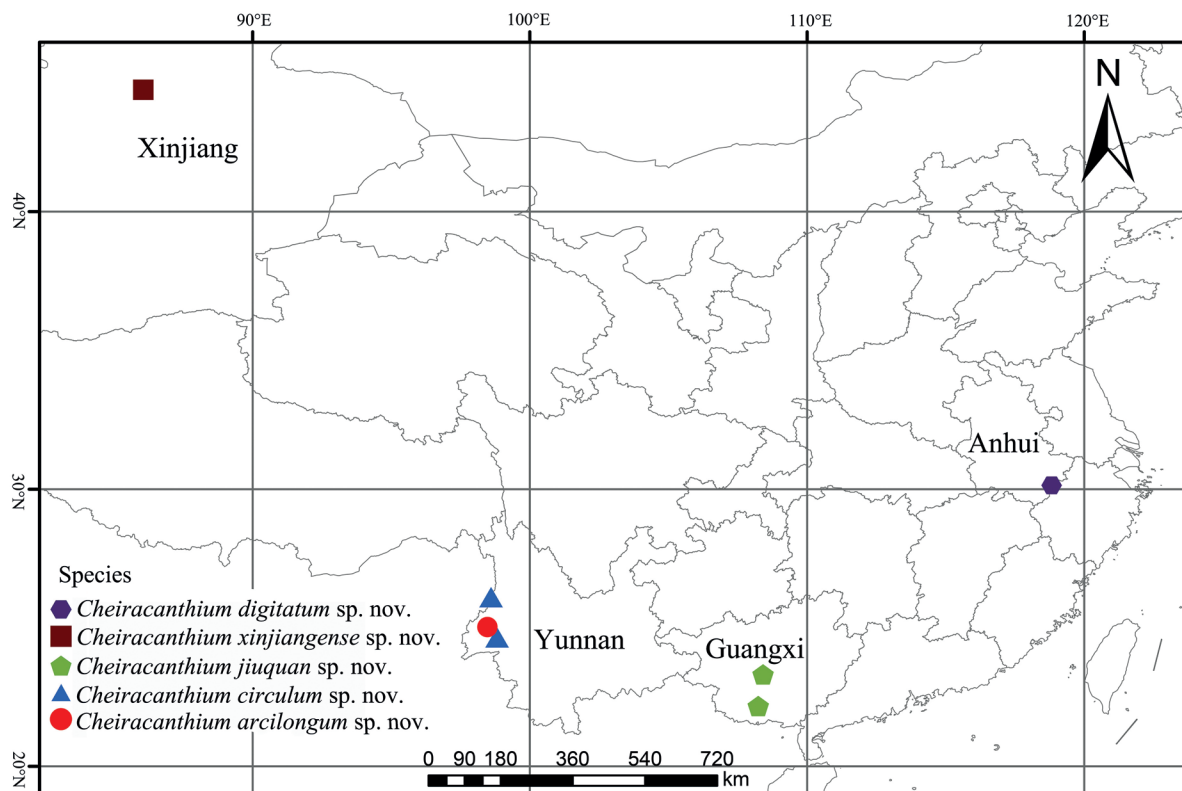 90°E 100°E 110°E 120°E
N
Xinjiang
40°N
Anhui
30°N
Species
Cheiracanthium digitatum sp. nov.
Cheiracanthium xinjiangense sp. nov.
Cheiracanthium jiuquan sp. nov.
Cheiracanthium circulum sp. nov.
Cheiracanthium arcilongum sp. nov.
Yunnan
Guangxi
20°N
0 90 180 360 540 720
km